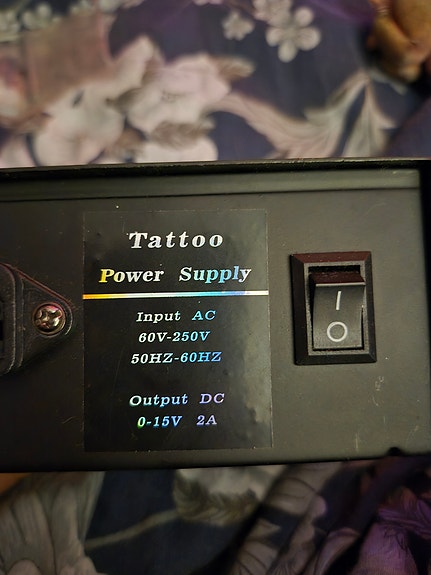 Tattoo
Power Supply
Input AC
60V-250V
50HZ-60HZ
Output DC
0-15V 2A
I
O